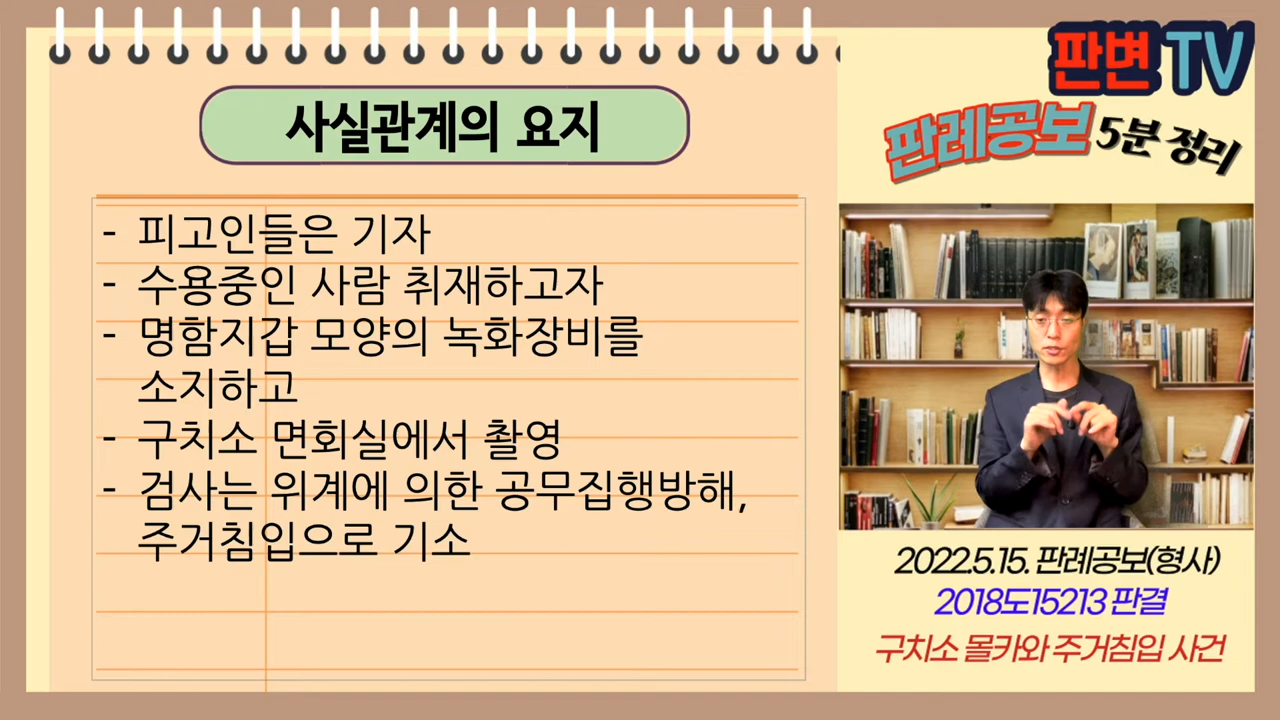 사실관계의 요지
- 피고인들은 기자
- 수용중인 사람 취재하고자
- 명함지갑 모양의 녹화장비를
소지하고
- 구치소 면회실에서 촬영
- 검사는 위계에 의한 공무집행방해,
주거침입으로 기소
판변 TV
판례공보 5분 정리
2022.5.15. 판례공보(형사)
2018도15213 판결
구치소 몰카와 주거침입 사건